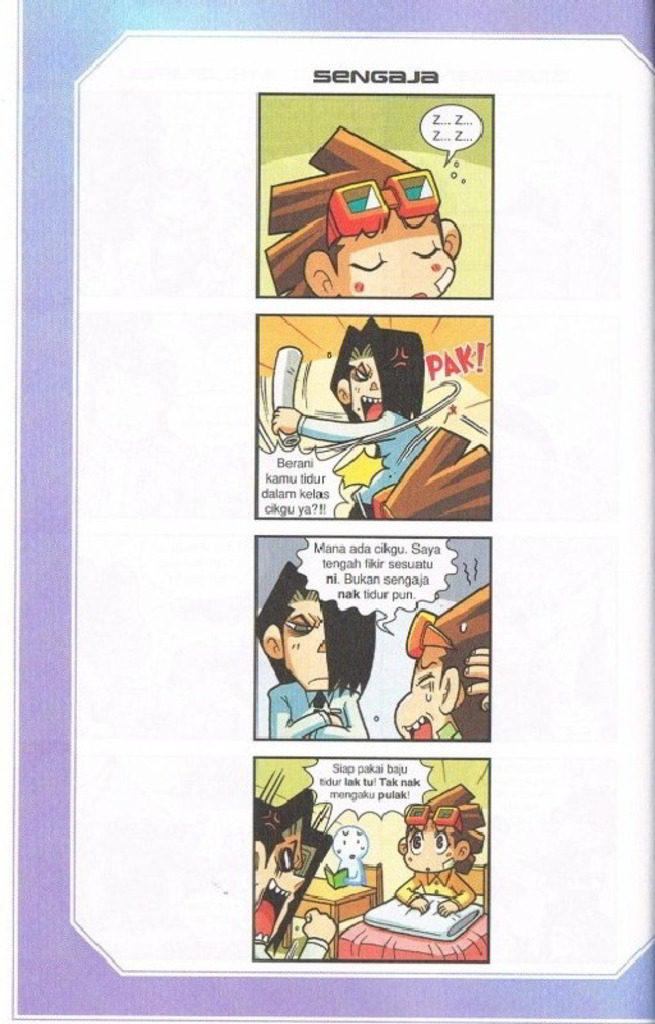 SENGAJA
Z... Z...
Z... Z...
PAK!
Berani
kamu tidur
dalam kelas
cikgu ya?!!
Mana ada cikgu. Saya
tengah fikir sesuatu
ni. Bukan sengaja
nak tidur pun.
Siap pakai baju
tidur lak tu! Tak nak
mengaku pulak!